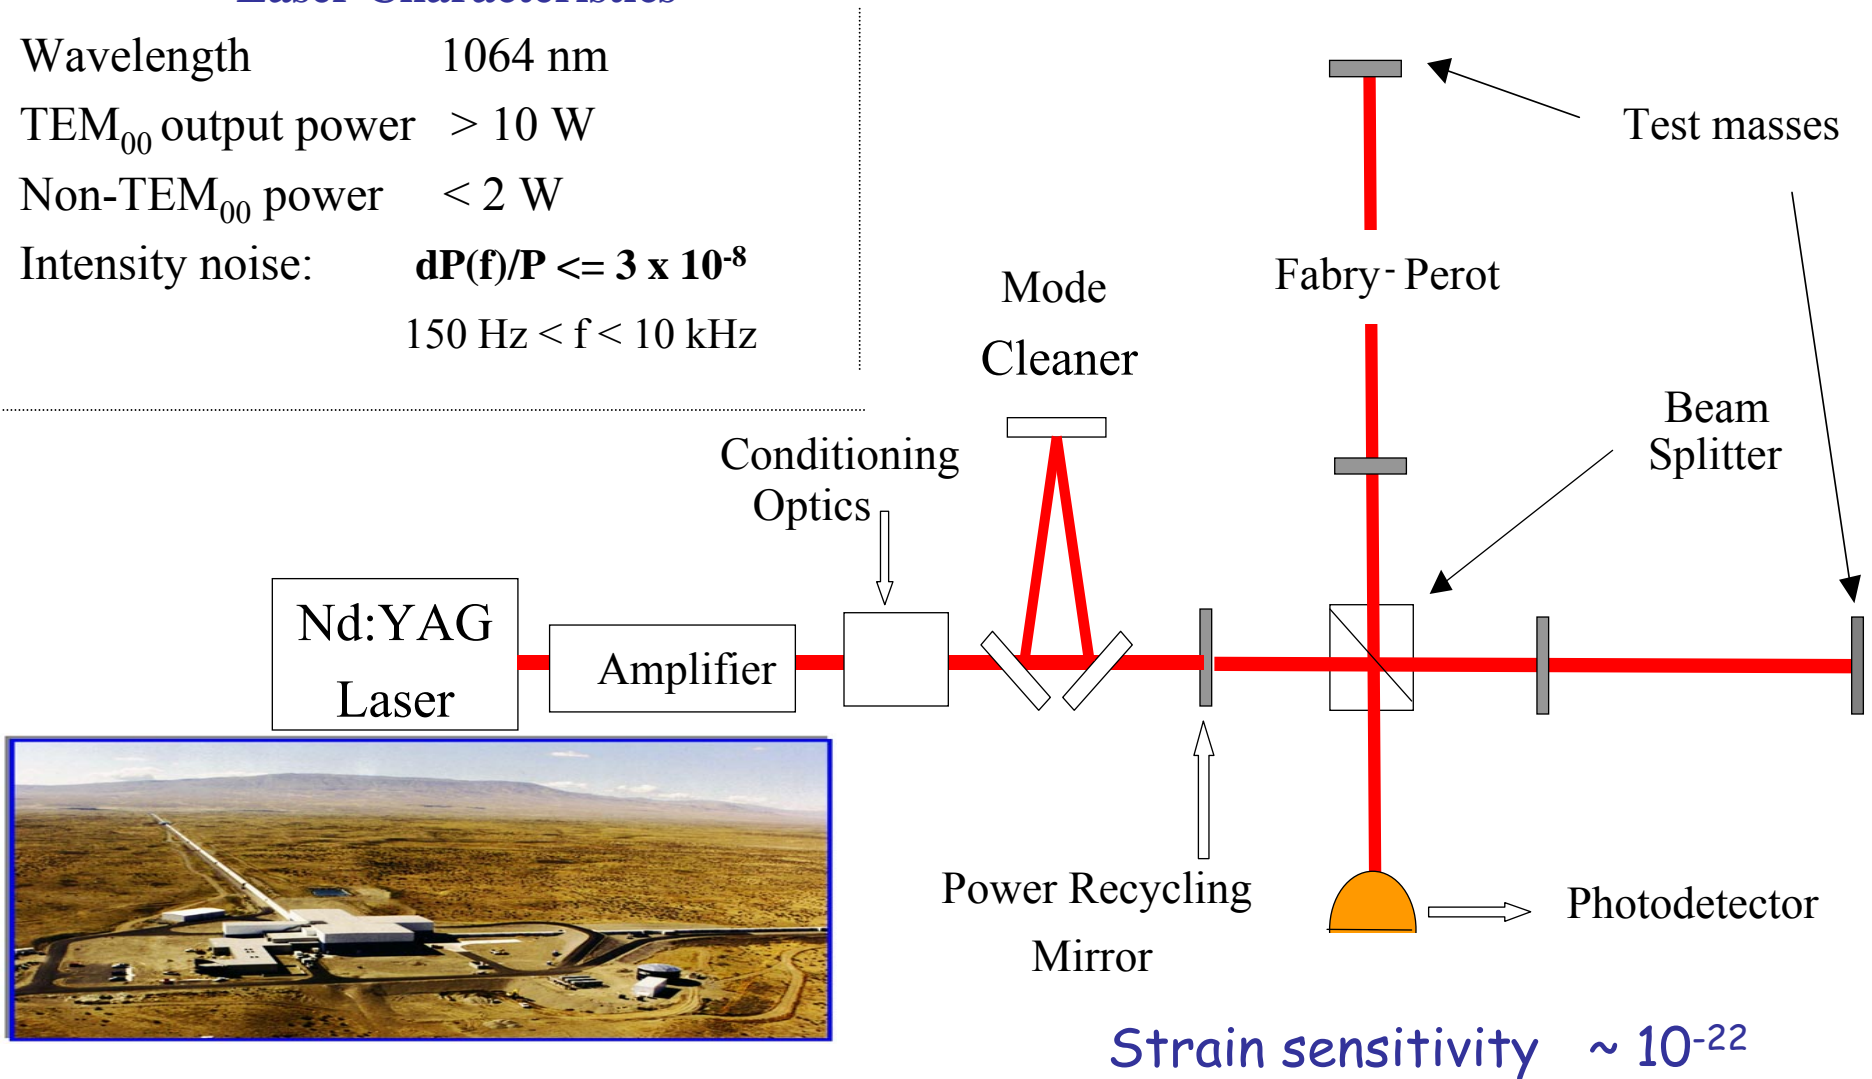 Laser Characteristics
Wavelength 1064 nm
TEM₀₀ output power > 10 W
Non-TEM₀₀ power < 2 W
Intensity noise: dP(f)/P <= 3 x 10⁻⁸
150 Hz < f < 10 kHz
Test masses
Fabry-Perot
Mode
Cleaner
Beam
Splitter
Conditioning
Optics
Nd:YAG
Laser
Amplifier
Power Recycling
Mirror
Photodetector
Strain sensitivity ~ 10⁻²²